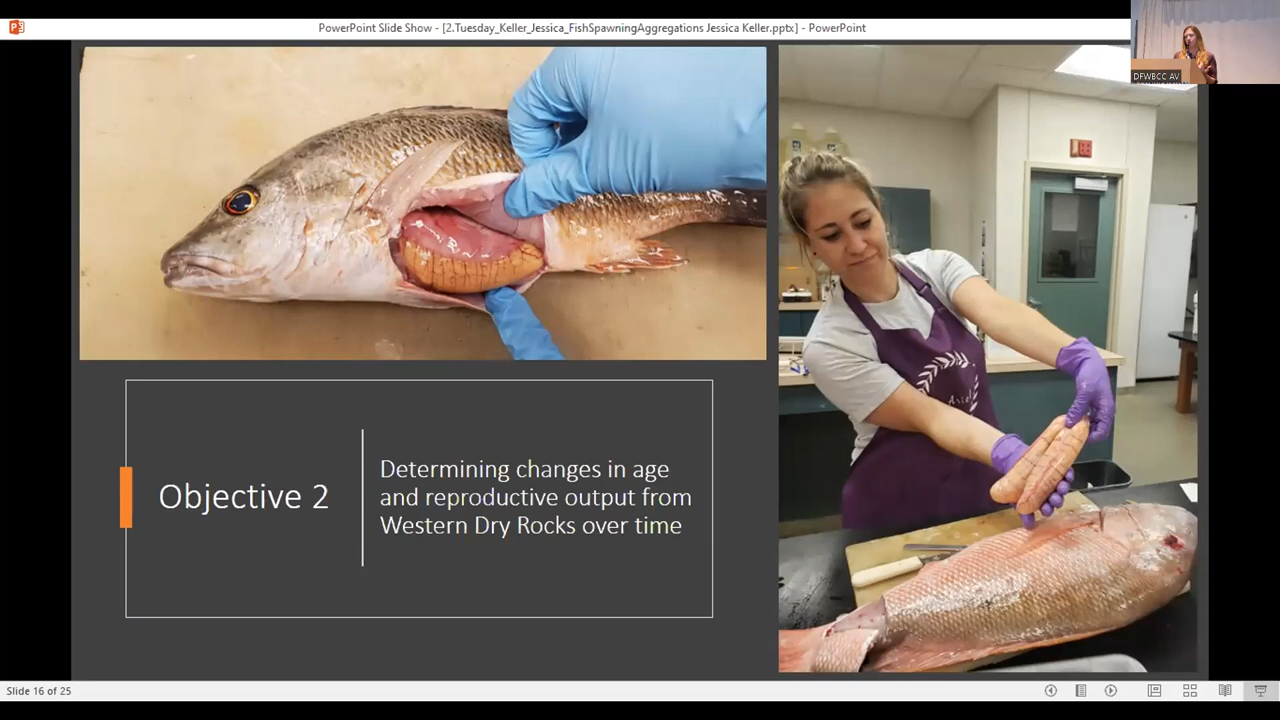 PowerPoint Slide Show - [2.Tuesday_Keller_Jessica_FishSpawningAggregations Jessica Keller.pptx] - PowerPoint
DFWBCC AV
Objective 2
Determining changes in age
and reproductive output from
Western Dry Rocks over time
Slide 16 of 25